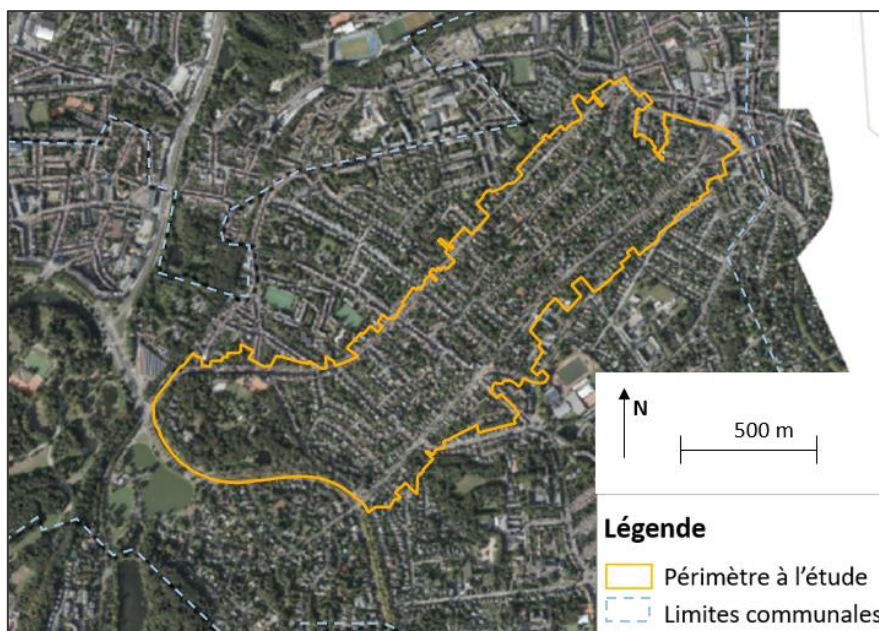 N
500 m
Légende
Périmètre à l'étude
Limites communales